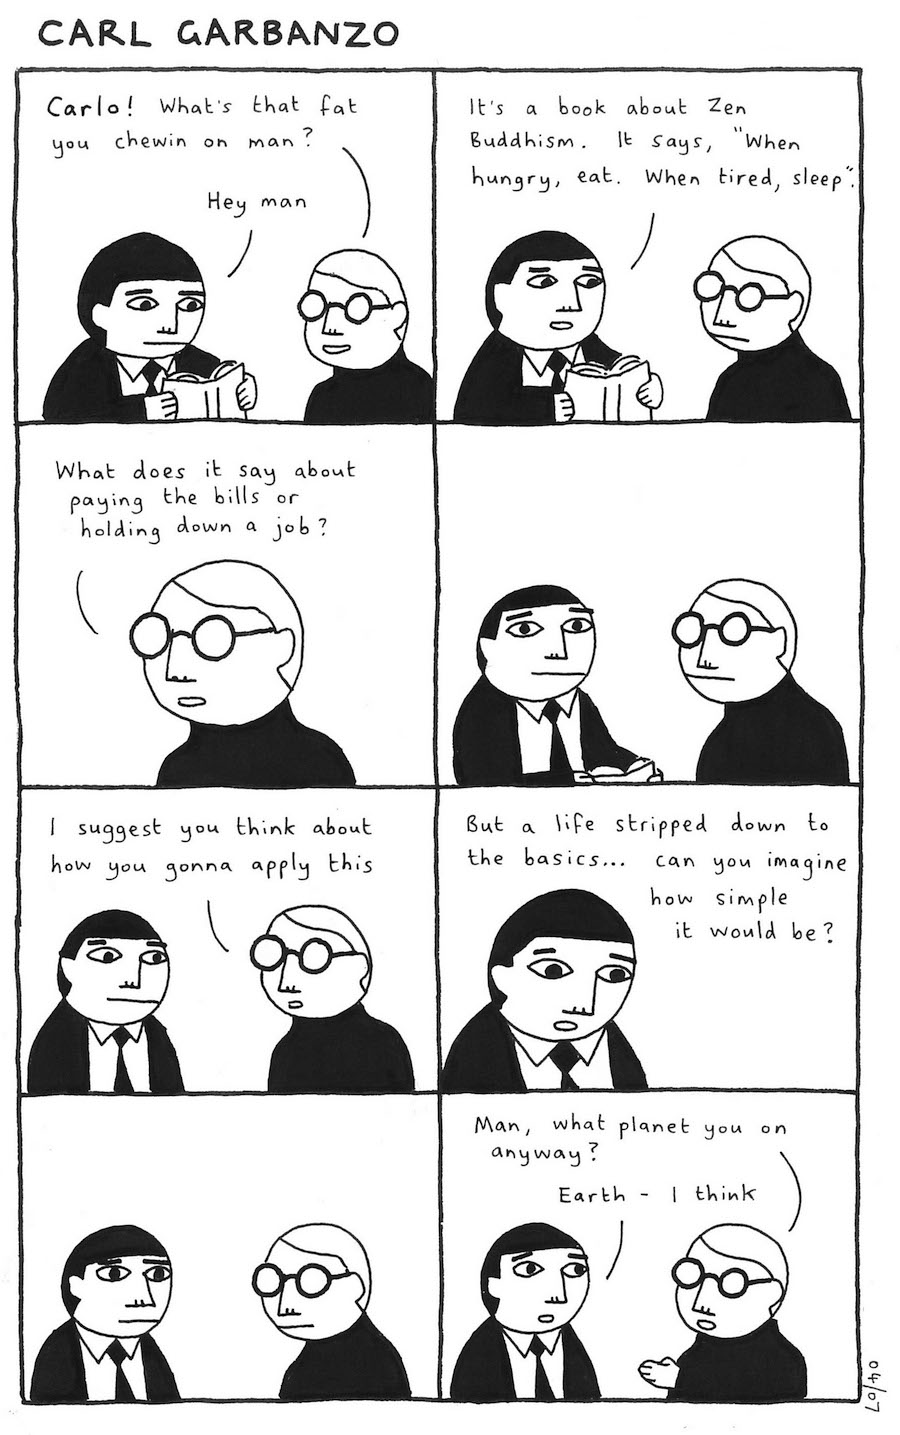 CARL GARBANZO
Carlo! What's that fat
you chewin on man?
Hey man
It's a book about Zen
Buddhism. It says, "When
hungry, eat. When tired, sleep".
What does it say about
paying the bills or
holding down a job?
I suggest you think about
how you gonna apply this
But a life stripped down to
the basics... can you imagine
how simple
it would be?
Man, what planet you on
anyway?
Earth - I think
04/07